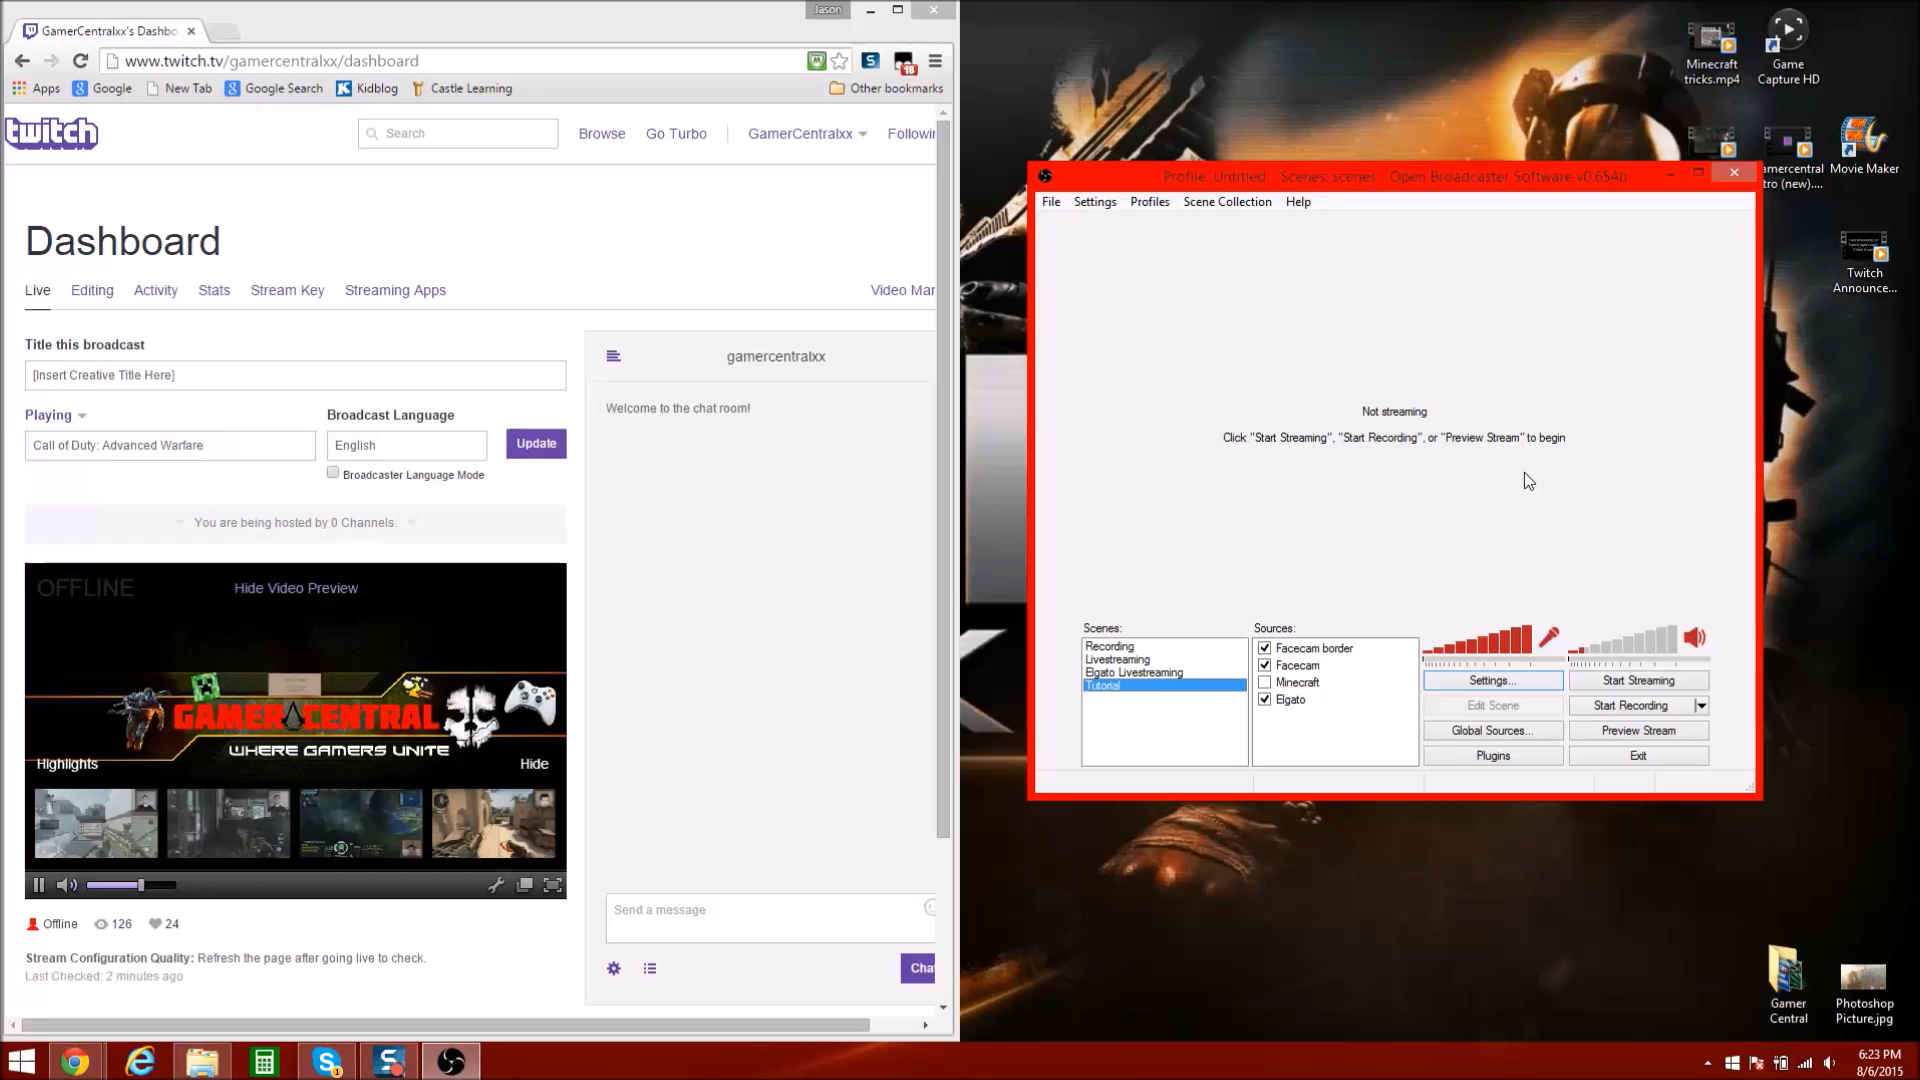 Jason
GamerCentralxx's Dashbo
www.twitch.tv/gamercentralxx/dashboard
18
Apps Google New Tab Google Search Kidblog Castle Learning Other bookmarks
twitch
Search
Browse Go Turbo GamerCentralxx Followin
Dashboard
Live Editing Activity Stats Stream Key Streaming Apps Video Man
Title this broadcast
[Insert Creative Title Here]
Playing
Broadcast Language
Call of Duty: Advanced Warfare
English
Update
Broadcaster Language Mode
You are being hosted by 0 Channels.
OFFLINE
Hide Video Preview
GAMER CENTRAL
WHERE GAMERS UNITE
Highlights
Hide
Offline 126 24
Stream Configuration Quality: Refresh the page after going live to check.
Last Checked: 2 minutes ago
gamercentralxx
Welcome to the chat room!
Send a message
Chat
Profile: Untitled Scenes: scenes - Open Broadcaster Software v0.654b
File Settings Profiles Scene Collection Help
Not streaming
Click "Start Streaming", "Start Recording", or "Preview Stream" to begin
Scenes:
Recording
Livestreaming
Elgato Livestreaming
Tutorial
Sources:
Facecam border
Facecam
Minecraft
Elgato
Settings...
Start Streaming
Edit Scene
Start Recording
Global Sources...
Preview Stream
Plugins
Exit
Minecraft
tricks.mp4
Game
Capture HD
amercentral
tro (new)....
Movie Maker
Twitch
Announce...
Gamer
Central
Photoshop
Picture.jpg
6:23 PM
8/6/2015